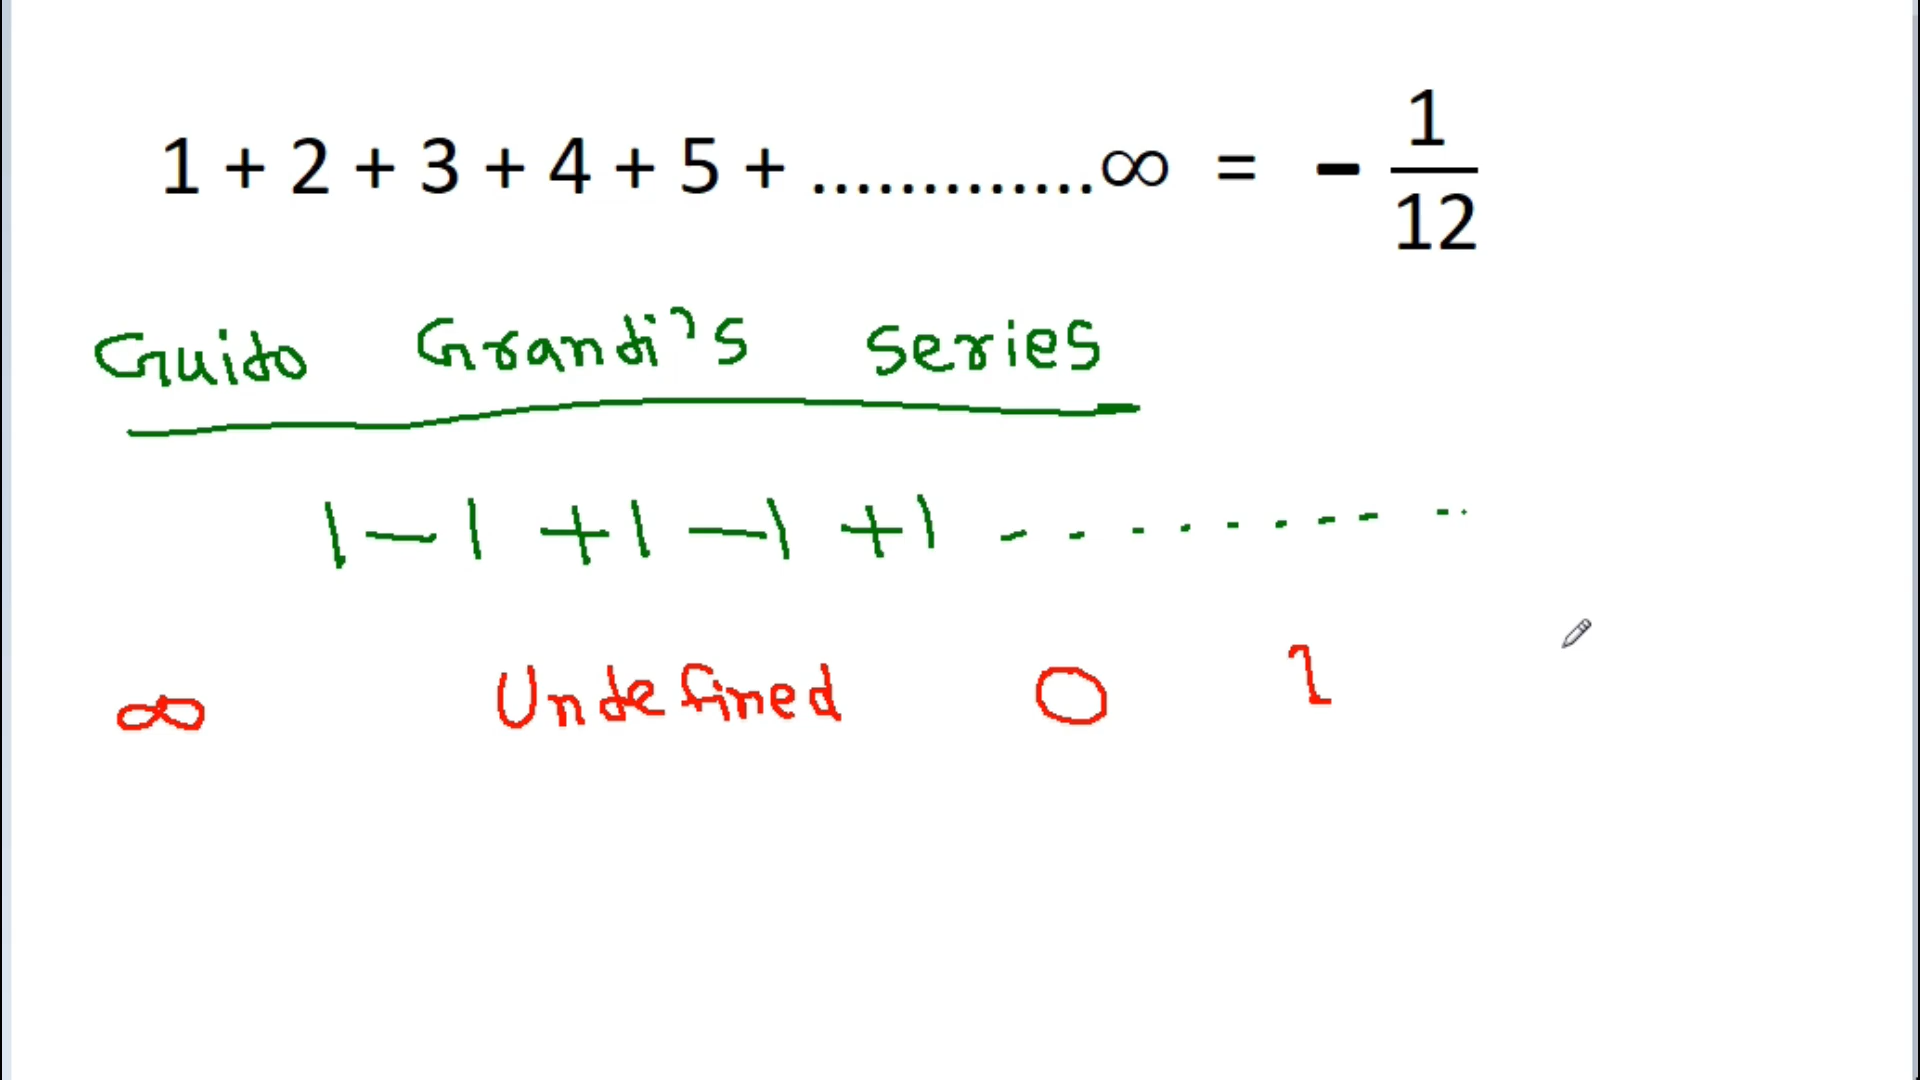 1 + 2 + 3 + 4 + 5 + .............∞ = - 1/12
Guido Grandi's series
1 - 1 + 1 - 1 + 1 - - - - - - - - - -
∞ Undefined 0 1